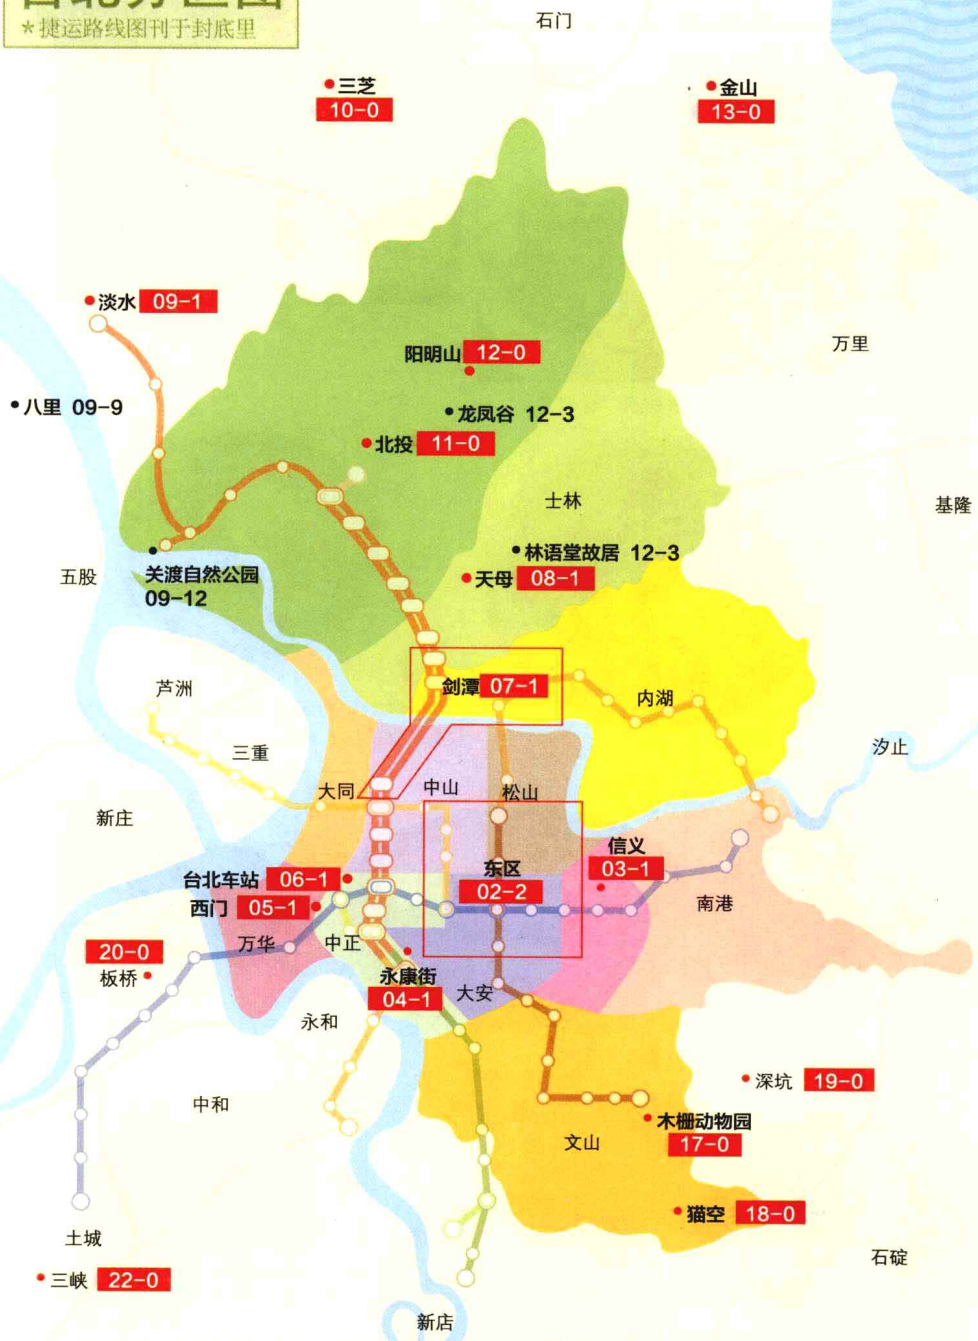 台北分区图
*捷运路线图刊于封底里
石门
三芝
10-0
金山
13-0
淡水 09-1
万里
阳明山 12-0
八里 09-9
龙凤谷 12-3
北投 11-0
士林
基隆
林语堂故居 12-3
五股
关渡自然公园
09-12
天母 08-1
芦洲
剑潭 07-1
内湖
三重
汐止
大同
中山
松山
新庄
信义
03-1
东区
02-2
台北车站 06-1
西门 05-1
南港
万华
中正
20-0
板桥
永康街
04-1
大安
永和
深坑 19-0
中和
木栅动物园
17-0
文山
猫空 18-0
土城
石碇
三峡 22-0
新店